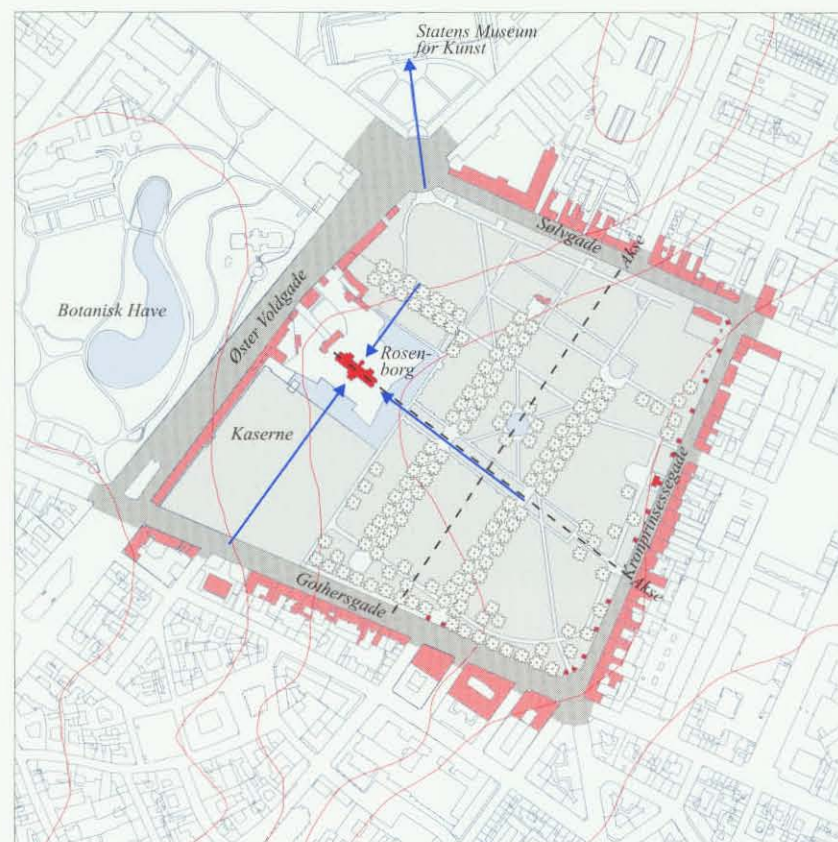 Statens Museum
for Kunst
Sølvgade
Akse
Botanisk Have
Øster Voldgade
Rosen-
borg
Kaserne
Kronprinsessegade
Akse
Gothersgade